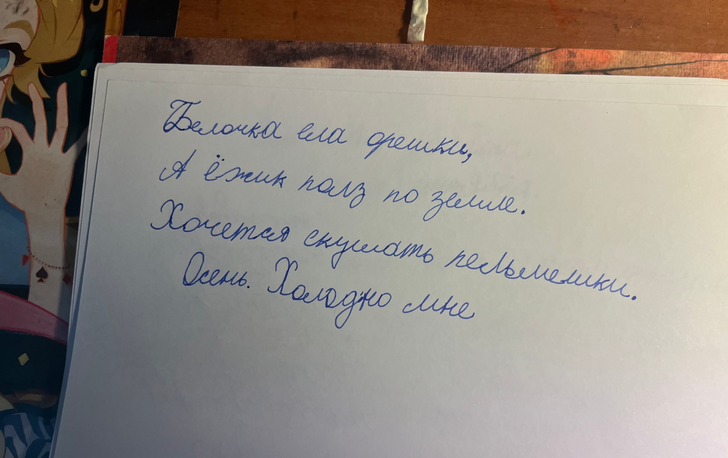 Белочка ела орешки,
А ёжик полз по земле.
Хочется скушать пельмешки.
Осень. Холодно мне